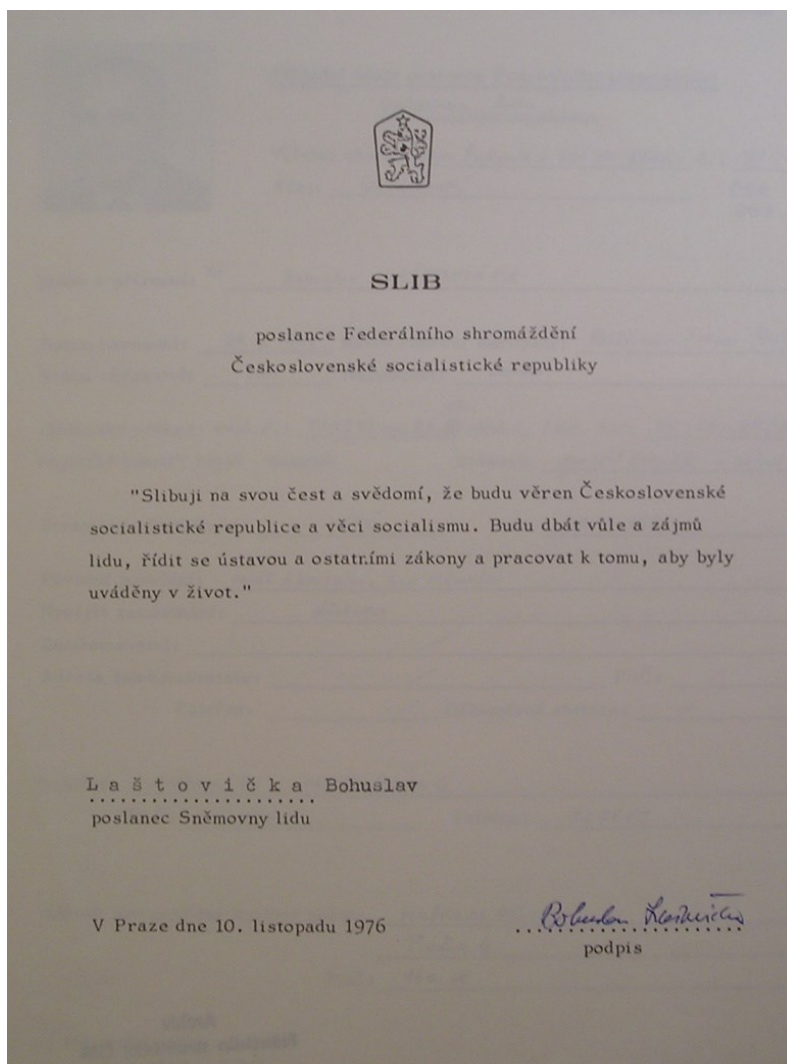 SLIB
poslance Federálního shromáždění
Československé socialistické republiky
"Slibuji na svou čest a svědomí, že budu věren Československé
socialistické republice a věci socialismu. Budu dbát vůle a zájmů
lidu, řídit se ústavou a ostatními zákony a pracovat k tomu, aby byly
uváděny v život."
L a š t o v i č k a Bohuslav
poslanec Sněmovny lidu
V Praze dne 10. listopadu 1976
Bohuslav Laštovička
podpis